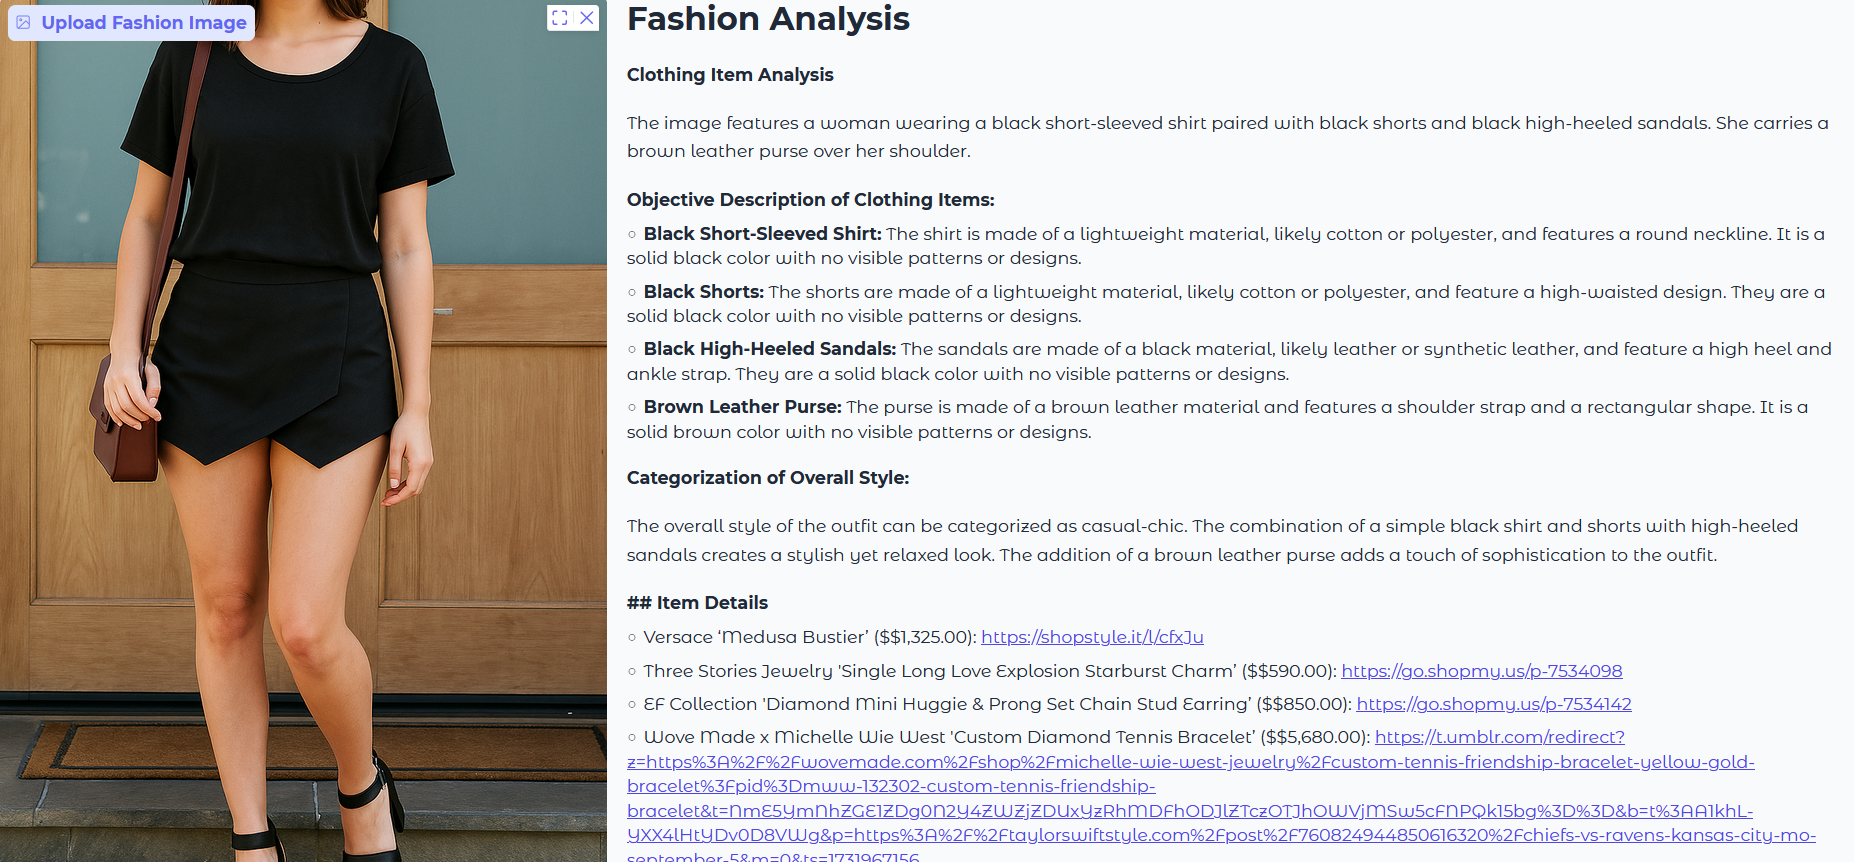 Upload Fashion Image
Fashion Analysis
Clothing Item Analysis
The image features a woman wearing a black short-sleeved shirt paired with black shorts and black high-heeled sandals. She carries a
brown leather purse over her shoulder.
Objective Description of Clothing Items:
○ Black Short-Sleeved Shirt: The shirt is made of a lightweight material, likely cotton or polyester, and features a round neckline. It is a
solid black color with no visible patterns or designs.
○ Black Shorts: The shorts are made of a lightweight material, likely cotton or polyester, and feature a high-waisted design. They are a
solid black color with no visible patterns or designs.
○ Black High-Heeled Sandals: The sandals are made of a black material, likely leather or synthetic leather, and feature a high heel and
ankle strap. They are a solid black color with no visible patterns or designs.
○ Brown Leather Purse: The purse is made of a brown leather material and features a shoulder strap and a rectangular shape. It is a
solid brown color with no visible patterns or designs.
Categorization of Overall Style:
The overall style of the outfit can be categorized as casual-chic. The combination of a simple black shirt and shorts with high-heeled
sandals creates a stylish yet relaxed look. The addition of a brown leather purse adds a touch of sophistication to the outfit.
## Item Details
○ Versace ‘Medusa Bustier’ ($$1,325.00): https://shopstyle.it/l/cfxJu
○ Three Stories Jewelry 'Single Long Love Explosion Starburst Charm’ ($$590.00): https://go.shopmy.us/p-7534098
○ EF Collection 'Diamond Mini Huggie & Prong Set Chain Stud Earring’ ($$850.00): https://go.shopmy.us/p-7534142
○ Wove Made x Michelle Wie West 'Custom Diamond Tennis Bracelet’ ($$5,680.00): https://t.umblr.com/redirect?
z=https%3A%2F%2Fwovemade.com%2Fshop%2Fmichelle-wie-west-jewelry%2Fcustom-tennis-friendship-bracelet-yellow-gold-
bracelet%3Fpid%3Dmww-132302-custom-tennis-friendship-
bracelet&t=NmE5YmNhZGE1ZDg0N2Y4ZWZjZDUxYzRhMDFhODJlZTczOTJhOWVjMSw5cFNPQk15bg%3D%3D&b=t%3AA1khL-
YXX4lHtYDv0D8VWg&p=https%3A%2F%2Ftaylorswiftstyle.com%2Fpost%2F760824944850616320%2Fchiefs-vs-ravens-kansas-city-mo-
september-5&m=0&ts=1731967156